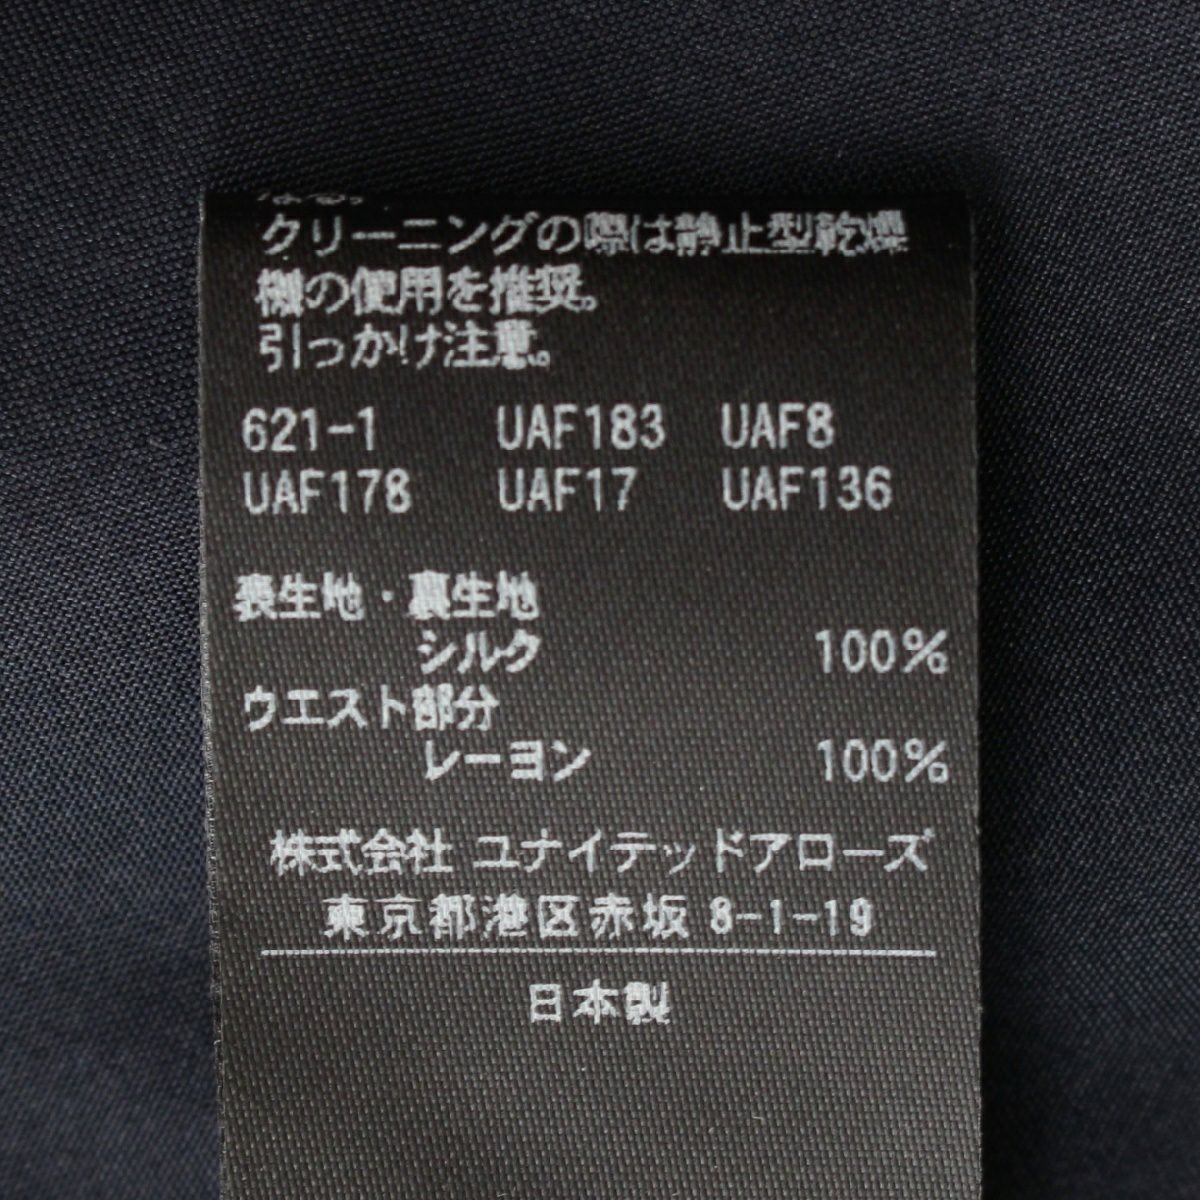 クリーニングの際は静止型乾燥
機の使用を推奨。
引っかけ注意。
621-1 UAF183 UAF8
UAF178 UAF17 UAF136
表生地・裏生地
シルク 100%
ウエスト部分
レーヨン 100%
株式会社 ユナイテッドアローズ
東京都港区赤坂 8-1-19
日本製